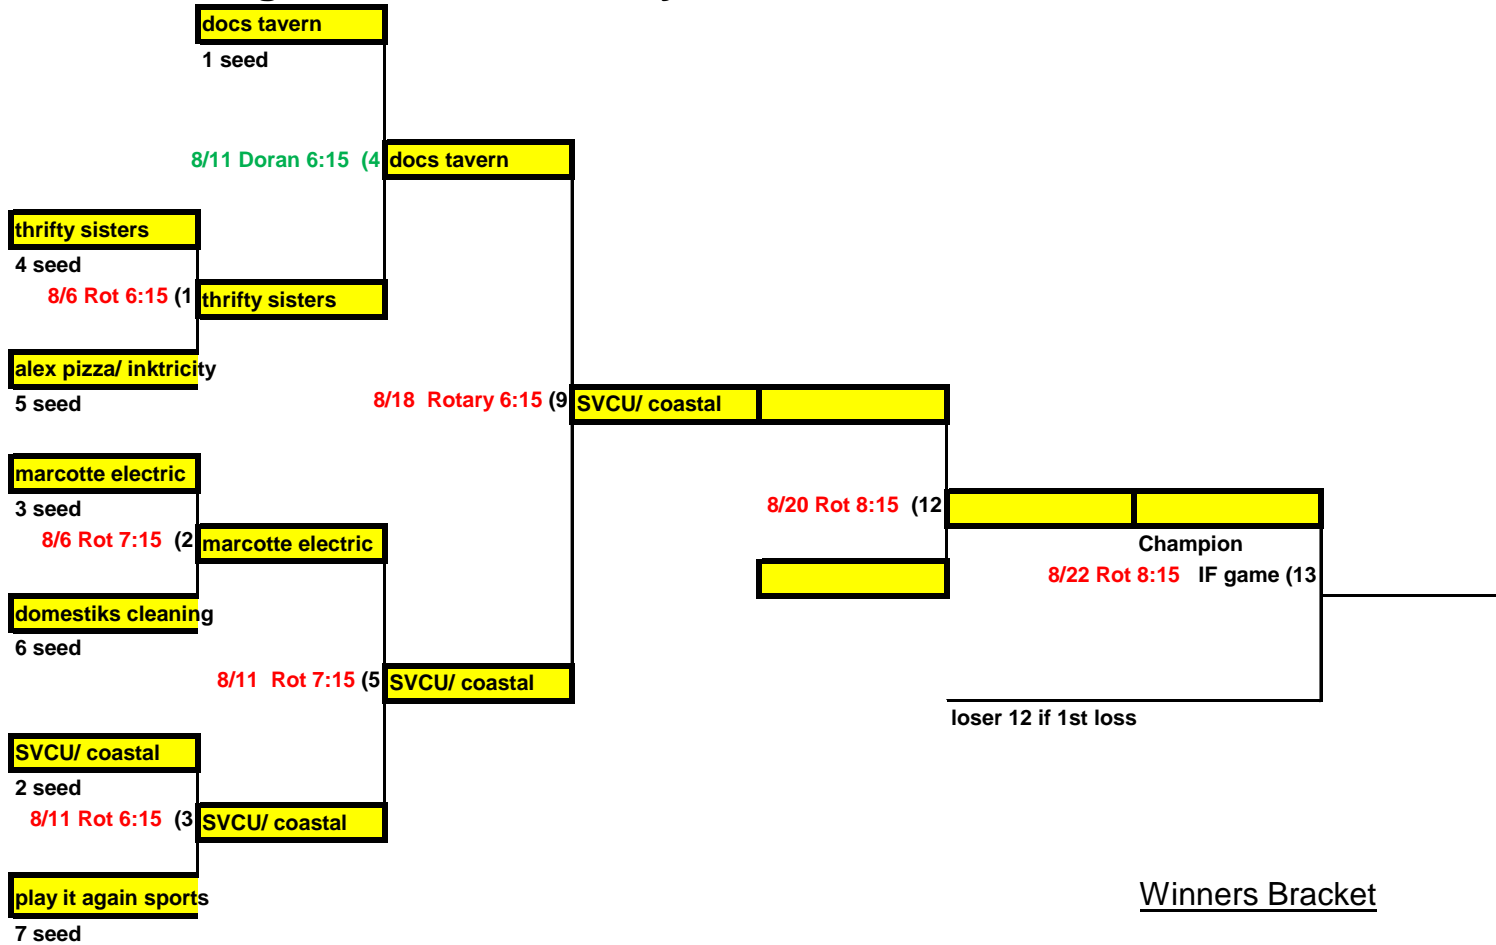 docs tavern
1 seed
8/11 Doran 6:15 (4 docs tavern
thrifty sisters
4 seed
8/6 Rot 6:15 (1 thrifty sisters
alex pizza/ inktricity
5 seed
8/18 Rotary 6:15 (9 SVCU/ coastal
marcotte electric
3 seed
8/20 Rot 8:15 (12
8/6 Rot 7:15 (2 marcotte electric
Champion
8/22 Rot 8:15 IF game (13
domestiks cleaning
6 seed
8/11 Rot 7:15 (5 SVCU/ coastal
loser 12 if 1st loss
SVCU/ coastal
2 seed
8/11 Rot 6:15 (3 SVCU/ coastal
play it again sports
7 seed
Winners Bracket